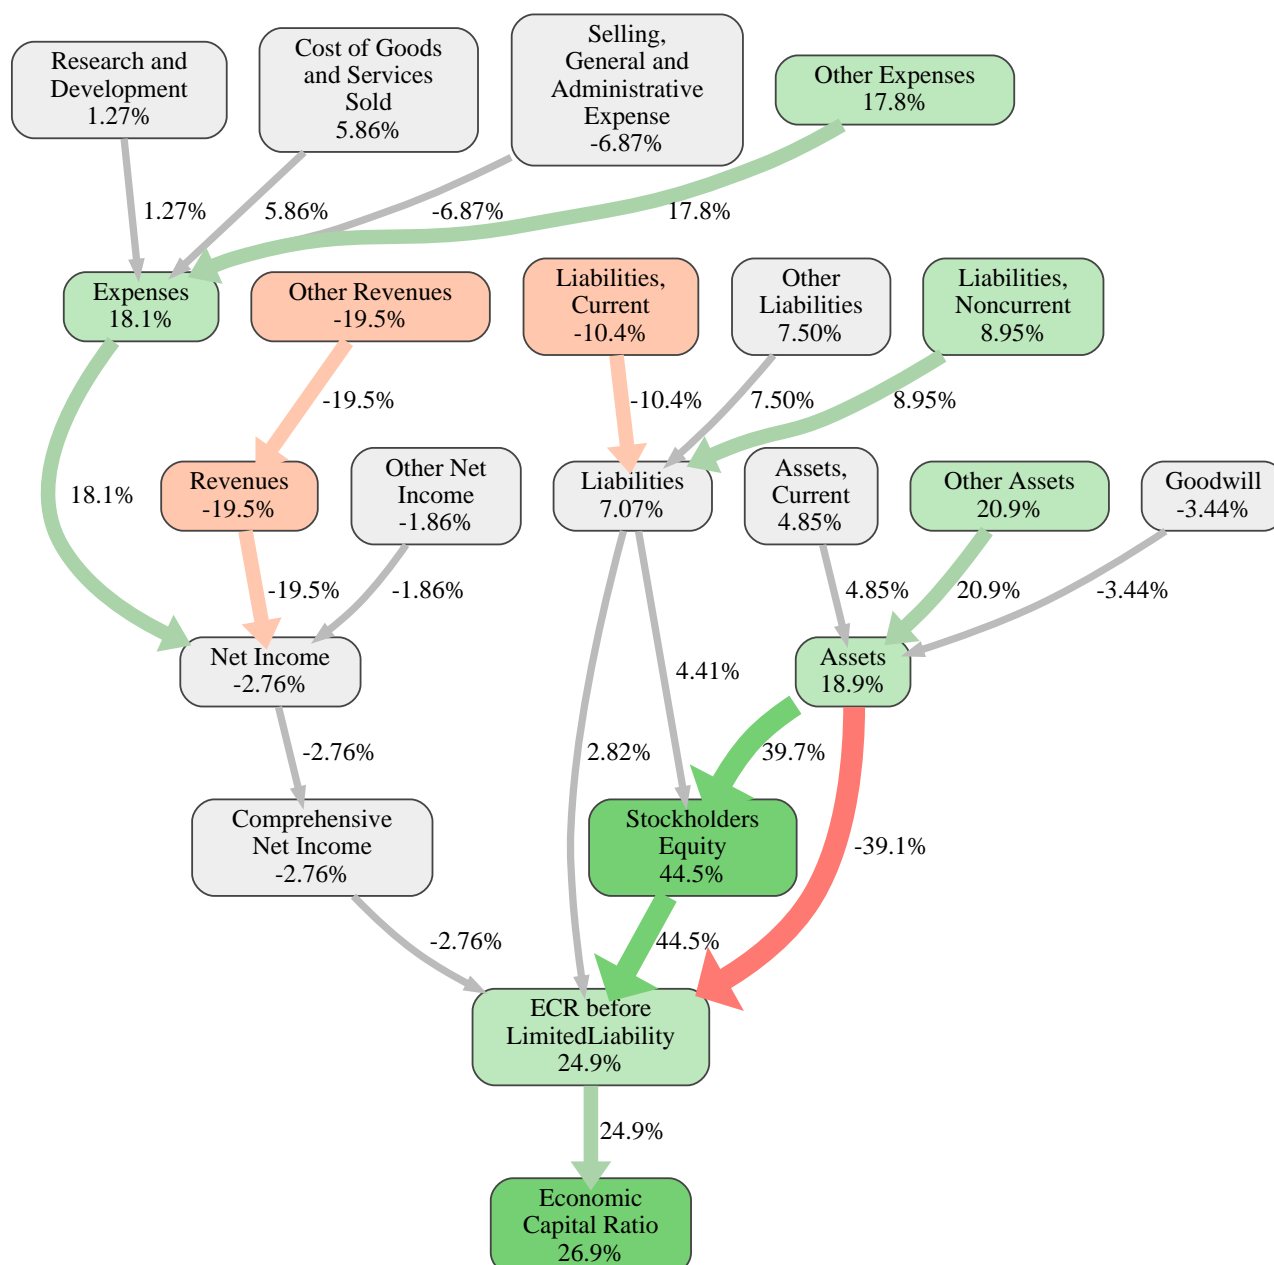 Research and
Development
1.27%
Cost of Goods
and Services
Sold
5.86%
Selling,
General and
Administrative
Expense
-6.87%
Other Expenses
17.8%
1.27%
5.86%
-6.87%
17.8%
Expenses
18.1%
Other Revenues
-19.5%
Liabilities,
Current
-10.4%
Other
Liabilities
7.50%
Liabilities,
Noncurrent
8.95%
-19.5%
-10.4%
7.50%
8.95%
18.1%
Revenues
-19.5%
Other Net
Income
-1.86%
Liabilities
7.07%
Assets,
Current
4.85%
Other Assets
20.9%
Goodwill
-3.44%
-19.5%
-1.86%
4.85%
20.9%
-3.44%
Net Income
-2.76%
4.41%
Assets
18.9%
-2.76%
2.82%
39.7%
Comprehensive
Net Income
-2.76%
Stockholders
Equity
44.5%
-39.1%
-2.76%
44.5%
ECR before
LimitedLiability
24.9%
24.9%
Economic
Capital Ratio
26.9%